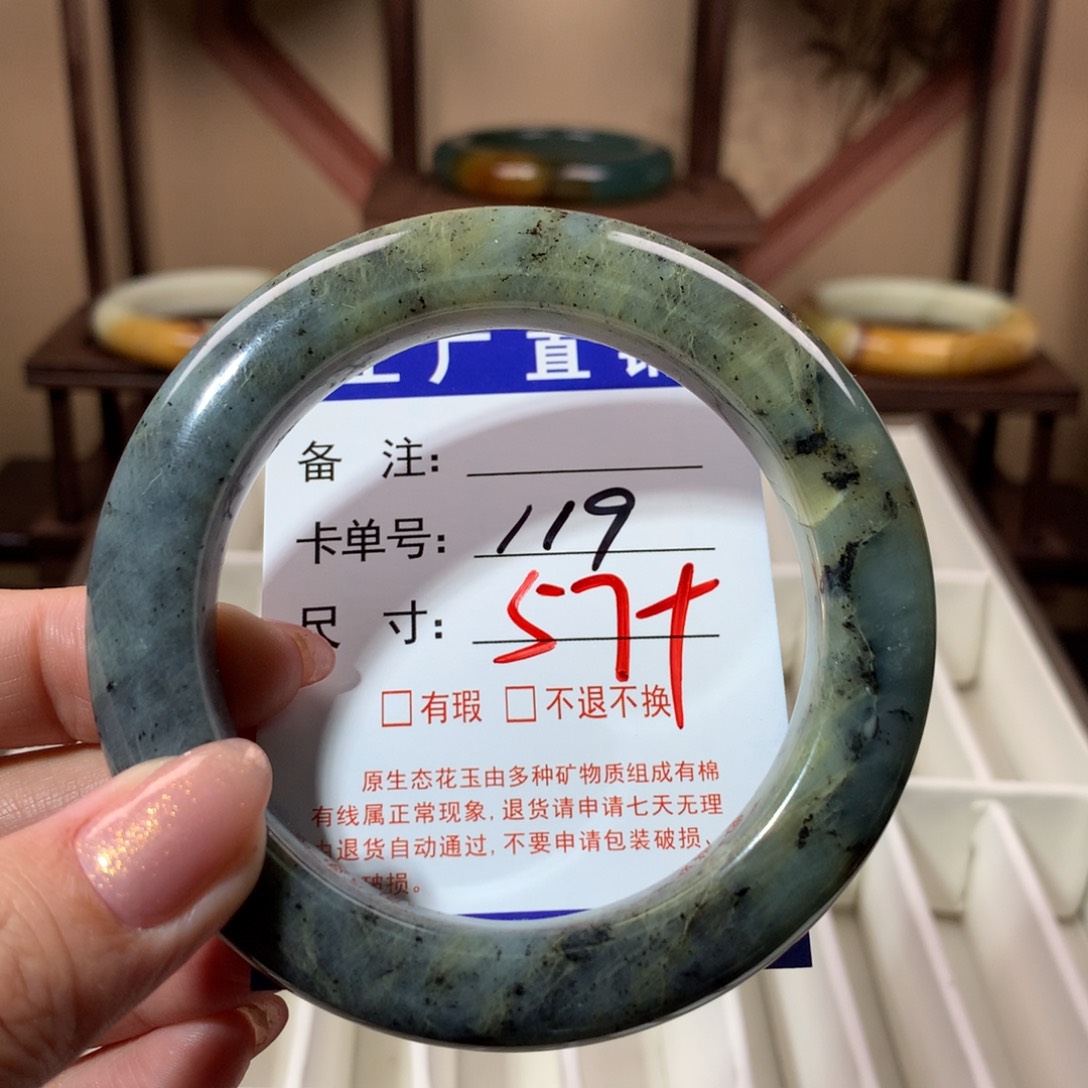 厂直
备 注:
卡单号: 119
尺 寸: 57+
□有瑕 □不退不换
原生态花玉由多种矿物质组成有棉
有线属正常现象,退货请申请七天无理
退货自动通过,不要申请包装破损、
破损。